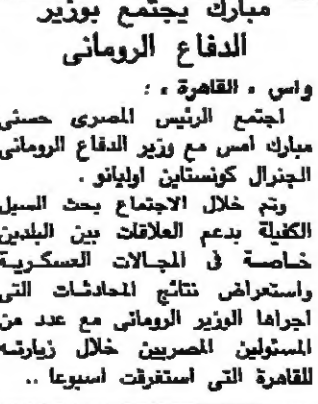 مبارك يجتمع بوزير
الدفاع الرومانى
واس « القاهرة » :
اجتمع الرئيس المصرى حسنى
مبارك امس مع وزير الدفاع الرومانى
الجنرال كونستاين اوليانو .
وتم خلال الاجتماع بحث السبل
الكفيلة بدعم العلاقات بين البلدين
خاصة فى المجالات العسكرية
واستعراض نتائج المحادثات التى
اجراها الوزير الرومانى مع عدد من
المسئولين المصريين خلال زيارته
للقاهرة التى استغرقت اسبوعا ..